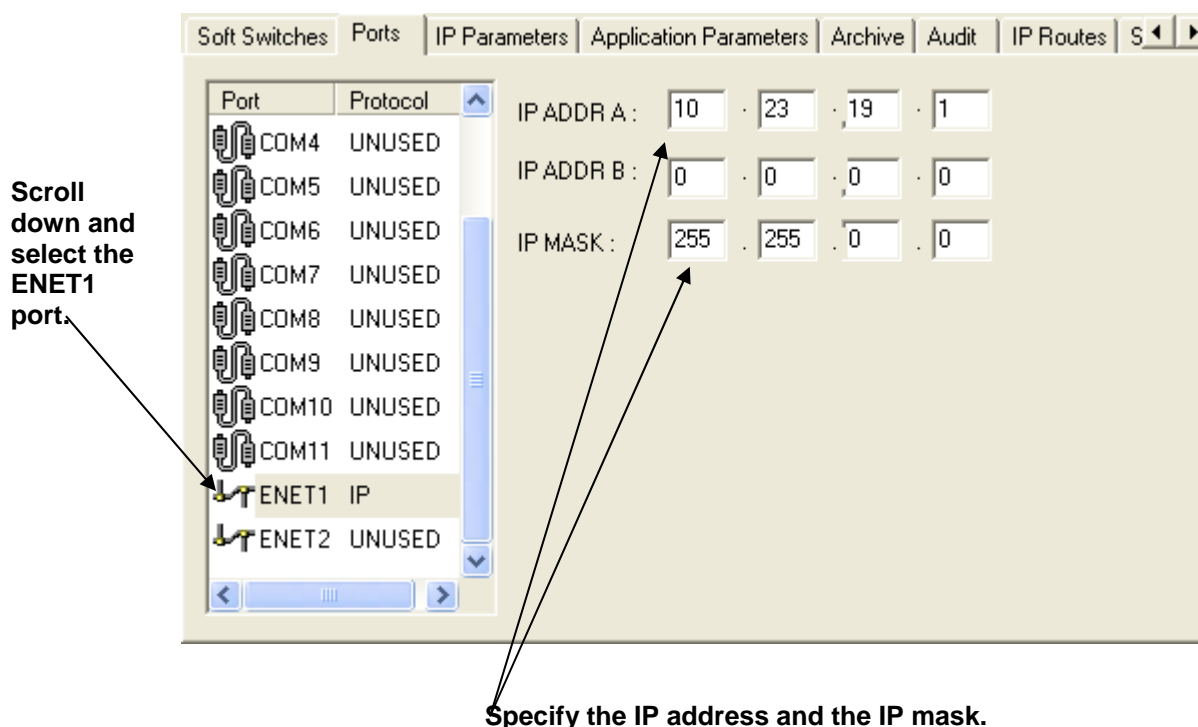 Soft Switches Ports IP Parameters Application Parameters Archive Audit IP Routes S
Port Protocol
COM4 UNUSED
COM5 UNUSED
COM6 UNUSED
COM7 UNUSED
COM8 UNUSED
COM9 UNUSED
COM10 UNUSED
COM11 UNUSED
ENET1 IP
ENET2 UNUSED
IP ADDR A : 10 . 23 . 19 . 1
IP ADDR B : 0 . 0 . 0 . 0
IP MASK : 255 . 255 . 0 . 0
Scroll
down and
select the
ENET1
port.
Specify the IP address and the IP mask.